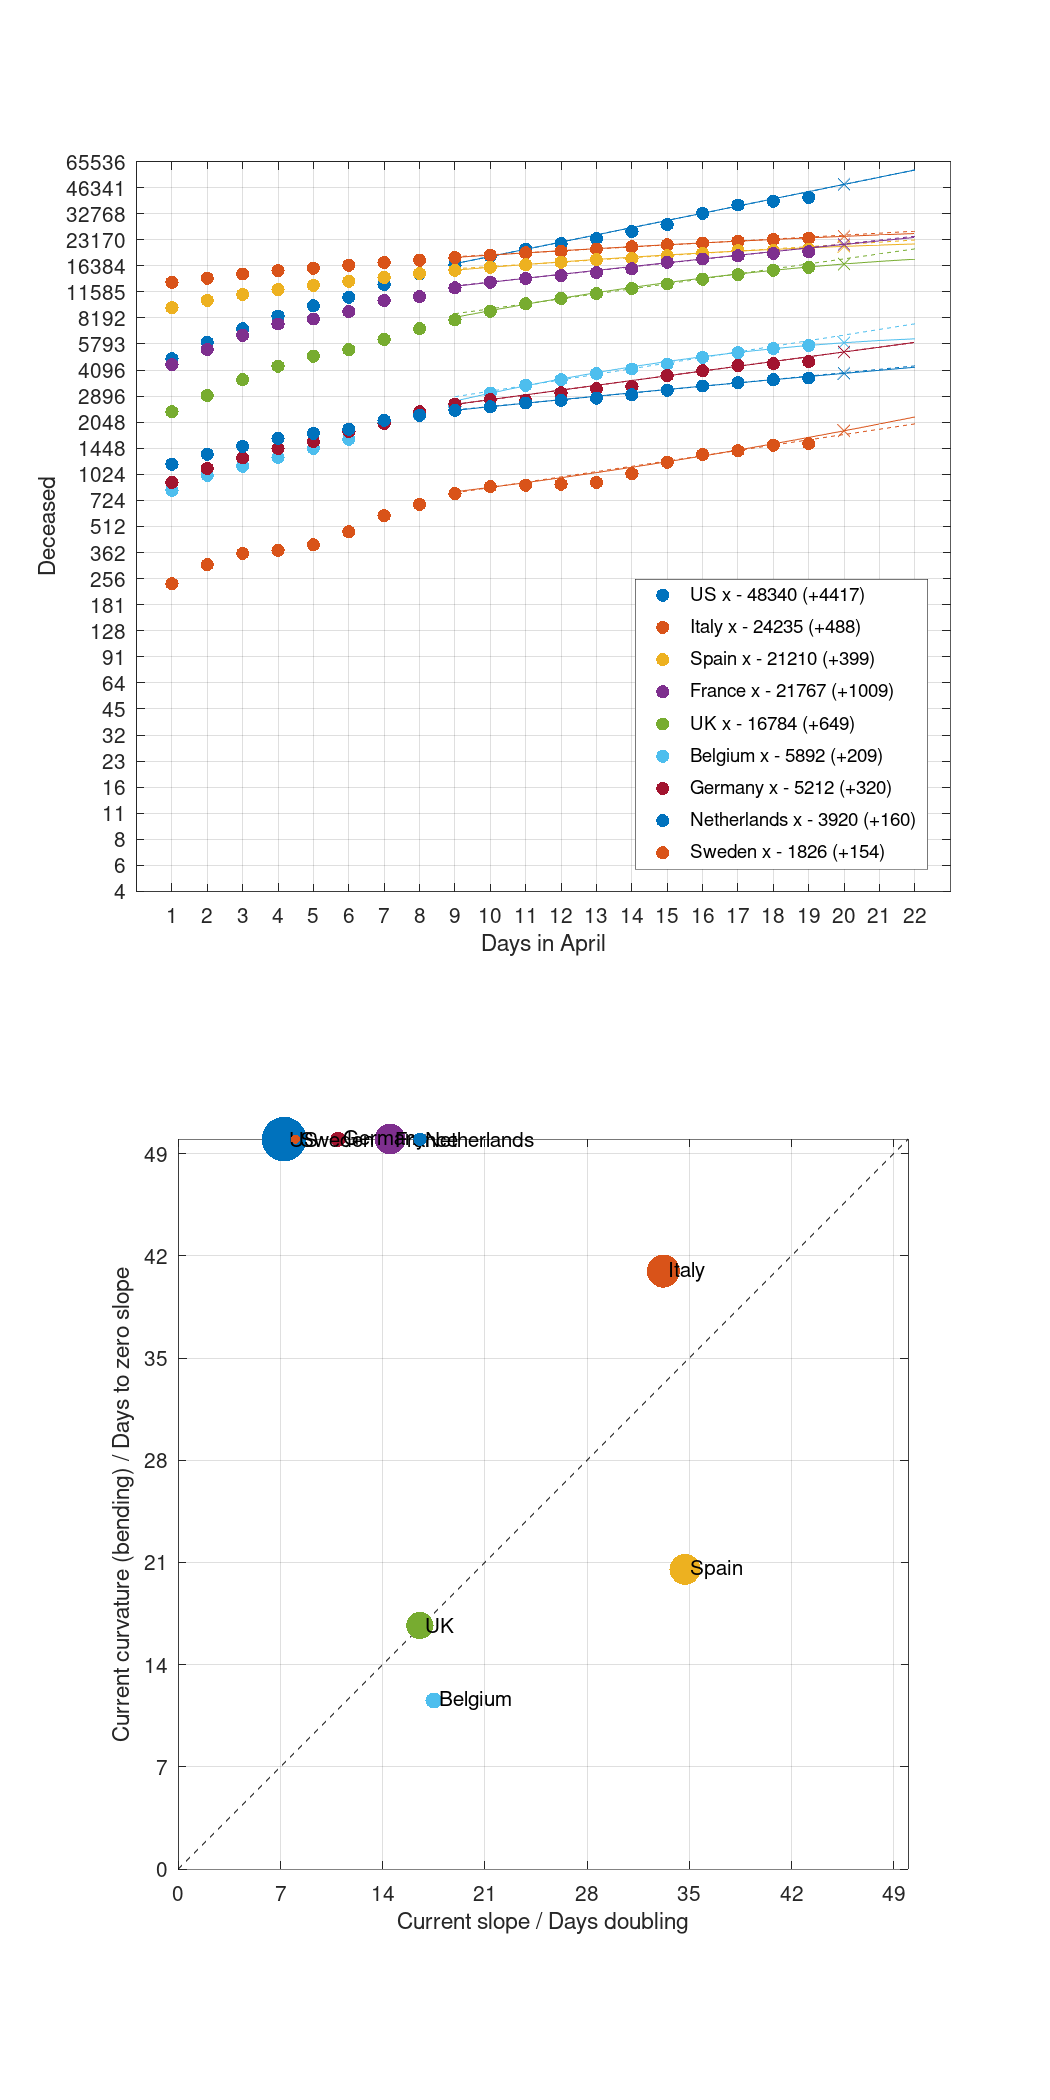 65536
46341
32768
23170
16384
11585
8192
5793
4096
2896
2048
1448
1024
724
512
362
256
181
128
91
64
45
32
23
16
11
8
6
4
Deceased
US x - 48340 (+4417)
Italy x - 24235 (+488)
Spain x - 21210 (+399)
France x - 21767 (+1009)
UK x - 16784 (+649)
Belgium x - 5892 (+209)
Germany x - 5212 (+320)
Netherlands x - 3920 (+160)
Sweden x - 1826 (+154)
1 2 3 4 5 6 7 8 9 10 11 12 13 14 15 16 17 18 19 20 21 22
Days in April
US Sweden Germany France Netherlands
49
42
35
28
21
14
7
0
Current curvature (bending) / Days to zero slope
Italy
Spain
UK
Belgium
0 7 14 21 28 35 42 49
Current slope / Days doubling